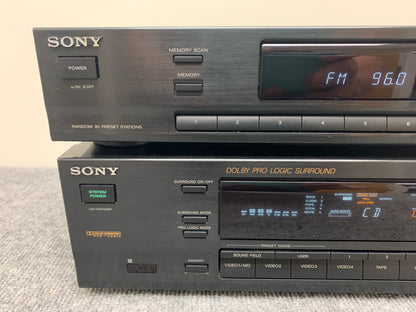 SONY
MEMORY SCAN
POWER
FM 96.0
MEMORY
1 2 3 4 5 6
RANDOM 30 PRESET STATIONS
SONY
DOLBY PRO LOGIC SURROUND
SURROUND ON/OFF
SYSTEM
POWER
SURROUND MODE
PRO LOGIC MODE
CD
PRESET MODE
SOUND FIELD USER 1 2
MEMORY
VIDEO1/MD VIDEO2 VIDEO3 VIDEO4 TAPE